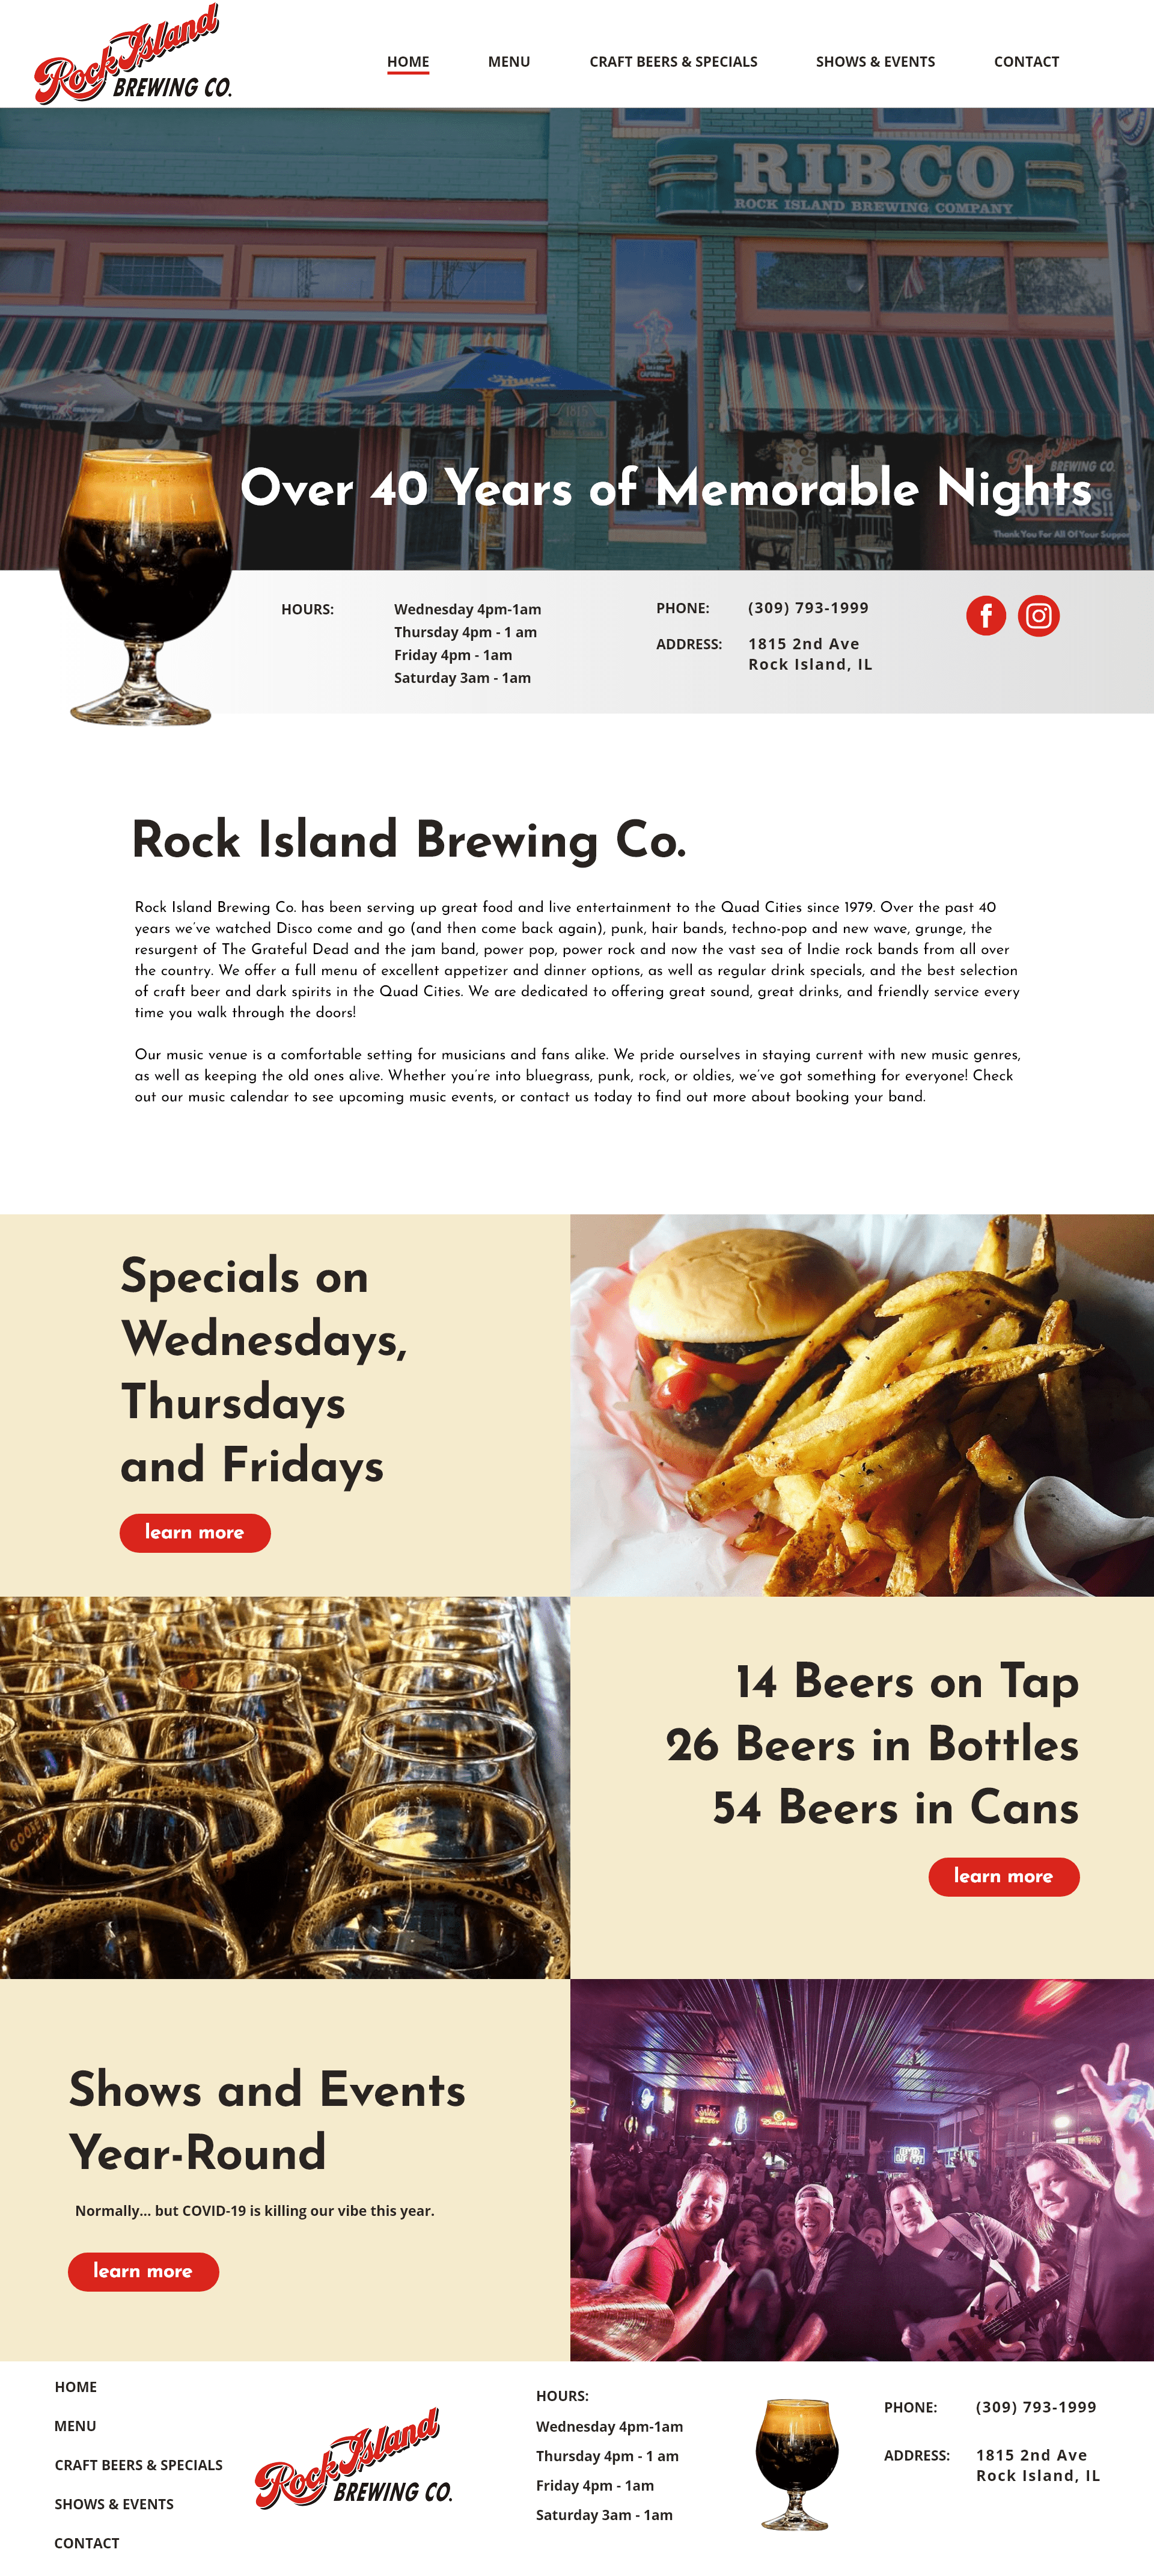 Rock Island
BREWING CO.
HOME
MENU
CRAFT BEERS & SPECIALS
SHOWS & EVENTS
CONTACT
RIBCO
ROCK ISLAND BREWING COMPANY
1815
Rock Island
BREWING CO.
Over 40 Years of Memorable Nights
YEARS!!
Thank You For All Of Your Support
HOURS:
Wednesday 4pm-1am
Thursday 4pm - 1 am
Friday 4pm - 1am
Saturday 3am - 1am
PHONE:
(309) 793-1999
ADDRESS:
1815 2nd Ave
Rock Island, IL
Rock Island Brewing Co.
Rock Island Brewing Co. has been serving up great food and live entertainment to the Quad Cities since 1979. Over the past 40
years we've watched Disco come and go (and then come back again), punk, hair bands, techno-pop and new wave, grunge, the
resurgent of The Grateful Dead and the jam band, power pop, power rock and now the vast sea of Indie rock bands from all over
the country. We offer a full menu of excellent appetizer and dinner options, as well as regular drink specials, and the best selection
of craft beer and dark spirits in the Quad Cities. We are dedicated to offering great sound, great drinks, and friendly service every
time you walk through the doors!
Our music venue is a comfortable setting for musicians and fans alike. We pride ourselves in staying current with new music genres,
as well as keeping the old ones alive. Whether you're into bluegrass, punk, rock, or oldies, we've got something for everyone! Check
out our music calendar to see upcoming music events, or contact us today to find out more about booking your band.
Specials on
Wednesdays,
Thursdays
and Fridays
learn more
14 Beers on Tap
26 Beers in Bottles
54 Beers in Cans
learn more
Shows and Events
Year-Round
Normally... but COVID-19 is killing our vibe this year.
learn more
HOME
MENU
CRAFT BEERS & SPECIALS
SHOWS & EVENTS
CONTACT
Rock Island
BREWING CO.
HOURS:
Wednesday 4pm-1am
Thursday 4pm - 1 am
Friday 4pm - 1am
Saturday 3am - 1am
PHONE:
(309) 793-1999
ADDRESS:
1815 2nd Ave
Rock Island, IL